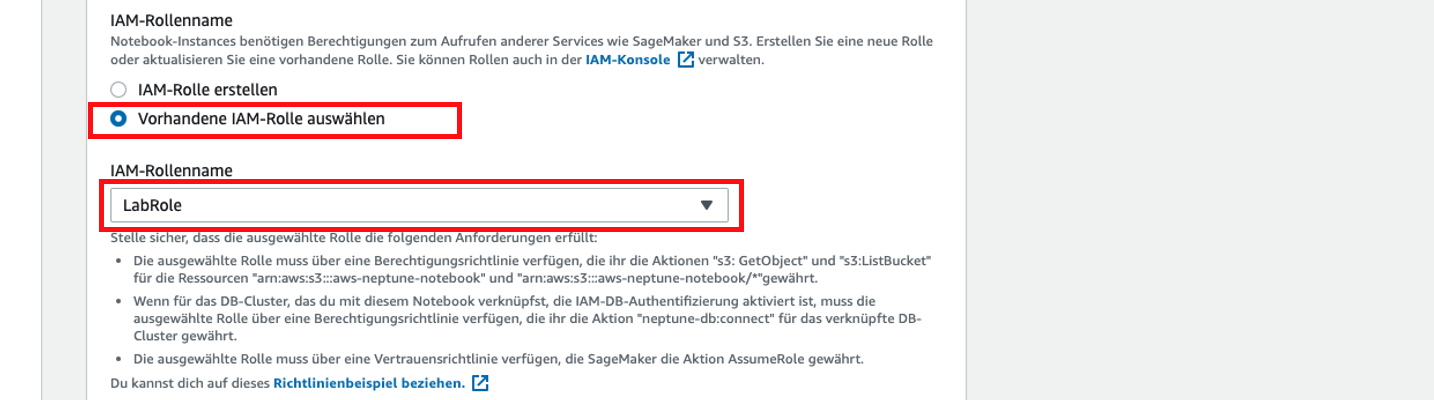 IAM-Rollenname
Notebook-Instances benötigen Berechtigungen zum Aufrufen anderer Services wie SageMaker und S3. Erstellen Sie eine neue Rolle
oder aktualisieren Sie eine vorhandene Rolle. Sie können Rollen auch in der IAM-Konsole verwalten.
IAM-Rolle erstellen
Vorhandene IAM-Rolle auswählen
IAM-Rollenname
LabRole
Stelle sicher, dass die ausgewählte Rolle die folgenden Anforderungen erfüllt:
• Die ausgewählte Rolle muss über eine Berechtigungsrichtlinie verfügen, die ihr die Aktionen "s3: GetObject" und "s3:ListBucket"
für die Ressourcen "arn:aws:s3:::aws-neptune-notebook" und "arn:aws:s3:::aws-neptune-notebook/*"gewährt.
• Wenn für das DB-Cluster, das du mit diesem Notebook verknüpfst, die IAM-DB-Authentifizierung aktiviert ist, muss die
ausgewählte Rolle über eine Berechtigungsrichtlinie verfügen, die ihr die Aktion "neptune-db:connect" für das verknüpfte DB-
Cluster gewährt.
• Die ausgewählte Rolle muss über eine Vertrauensrichtlinie verfügen, die SageMaker die Aktion AssumeRole gewährt.
Du kannst dich auf dieses Richtlinienbeispiel beziehen.